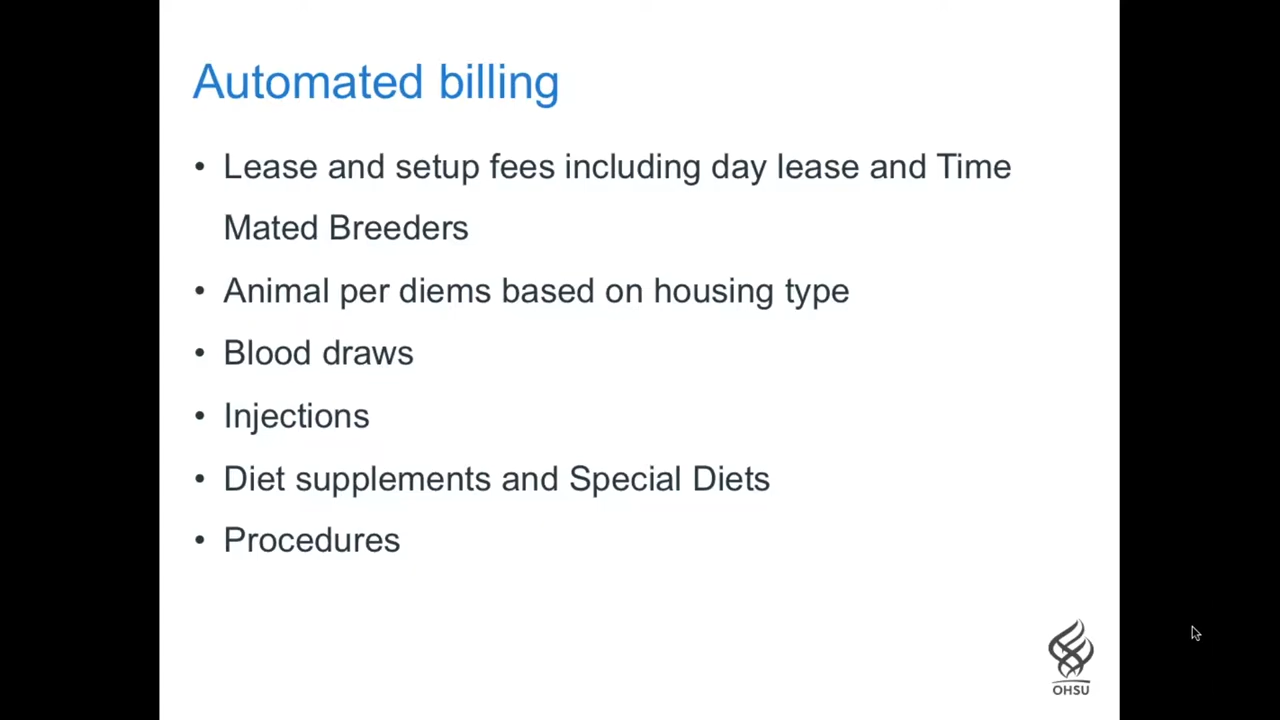 Automated billing
• Lease and setup fees including day lease and Time
Mated Breeders
• Animal per diems based on housing type
• Blood draws
• Injections
• Diet supplements and Special Diets
• Procedures
OHSU